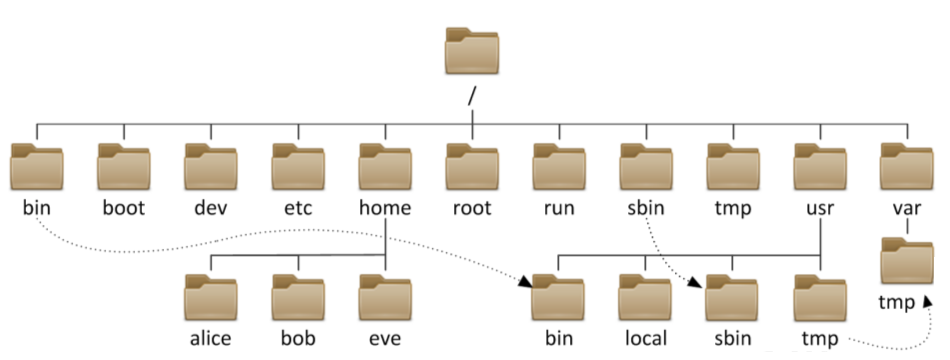 /
bin boot dev etc home root run sbin tmp usr var
tmp
alice bob eve bin local sbin tmp